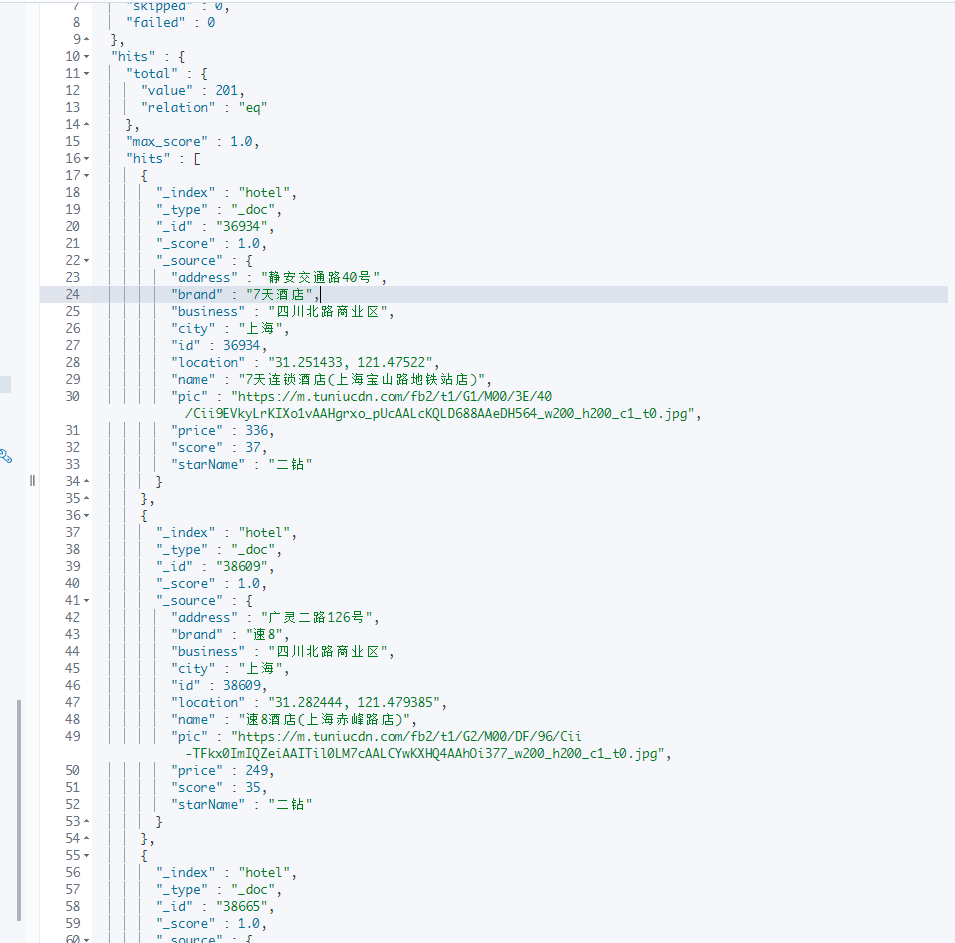 7 "skipped" : 0,
8 "failed" : 0
9 },
10 "hits" : {
11 "total" : {
12 "value" : 201,
13 "relation" : "eq"
14 },
15 "max_score" : 1.0,
16 "hits" : [
17 {
18 "_index" : "hotel",
19 "_type" : "_doc",
20 "_id" : "36934",
21 "_score" : 1.0,
22 "_source" : {
23 "address" : "静安交通路40号",
24 "brand" : "7天酒店",
25 "business" : "四川北路商业区",
26 "city" : "上海",
27 "id" : 36934,
28 "location" : "31.251433, 121.47522",
29 "name" : "7天连锁酒店(上海宝山路地铁站店)",
30 "pic" : "https://m.tuniucdn.com/fb2/t1/G1/M00/3E/40
/Cii9EVkyLrKIXo1vAAHgrxo_pUcAALcKQLD688AAeDH564_w200_h200_c1_t0.jpg",
31 "price" : 336,
32 "score" : 37,
33 "starName" : "二钻"
34 }
35 },
36 {
37 "_index" : "hotel",
38 "_type" : "_doc",
39 "_id" : "38609",
40 "_score" : 1.0,
41 "_source" : {
42 "address" : "广灵二路126号",
43 "brand" : "速8",
44 "business" : "四川北路商业区",
45 "city" : "上海",
46 "id" : 38609,
47 "location" : "31.282444, 121.479385",
48 "name" : "速8酒店(上海赤峰路店)",
49 "pic" : "https://m.tuniucdn.com/fb2/t1/G2/M00/DF/96/Cii
-TFkx0ImIQZeiAAITil0LM7cAALCYwKXHQ4AAhOi377_w200_h200_c1_t0.jpg",
50 "price" : 249,
51 "score" : 35,
52 "starName" : "二钻"
53 }
54 },
55 {
56 "_index" : "hotel",
57 "_type" : "_doc",
58 "_id" : "38665",
59 "_score" : 1.0,
60 "_source" : {